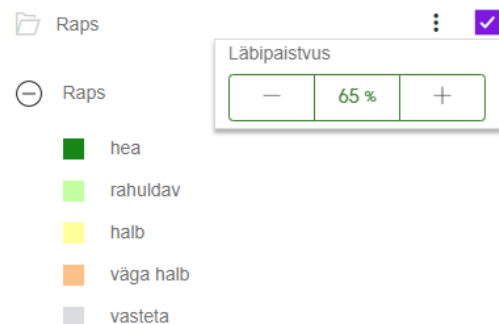 Raps
Läbipaistvus
65 %
Raps
hea
rahuldav
halb
väga halb
vasteta